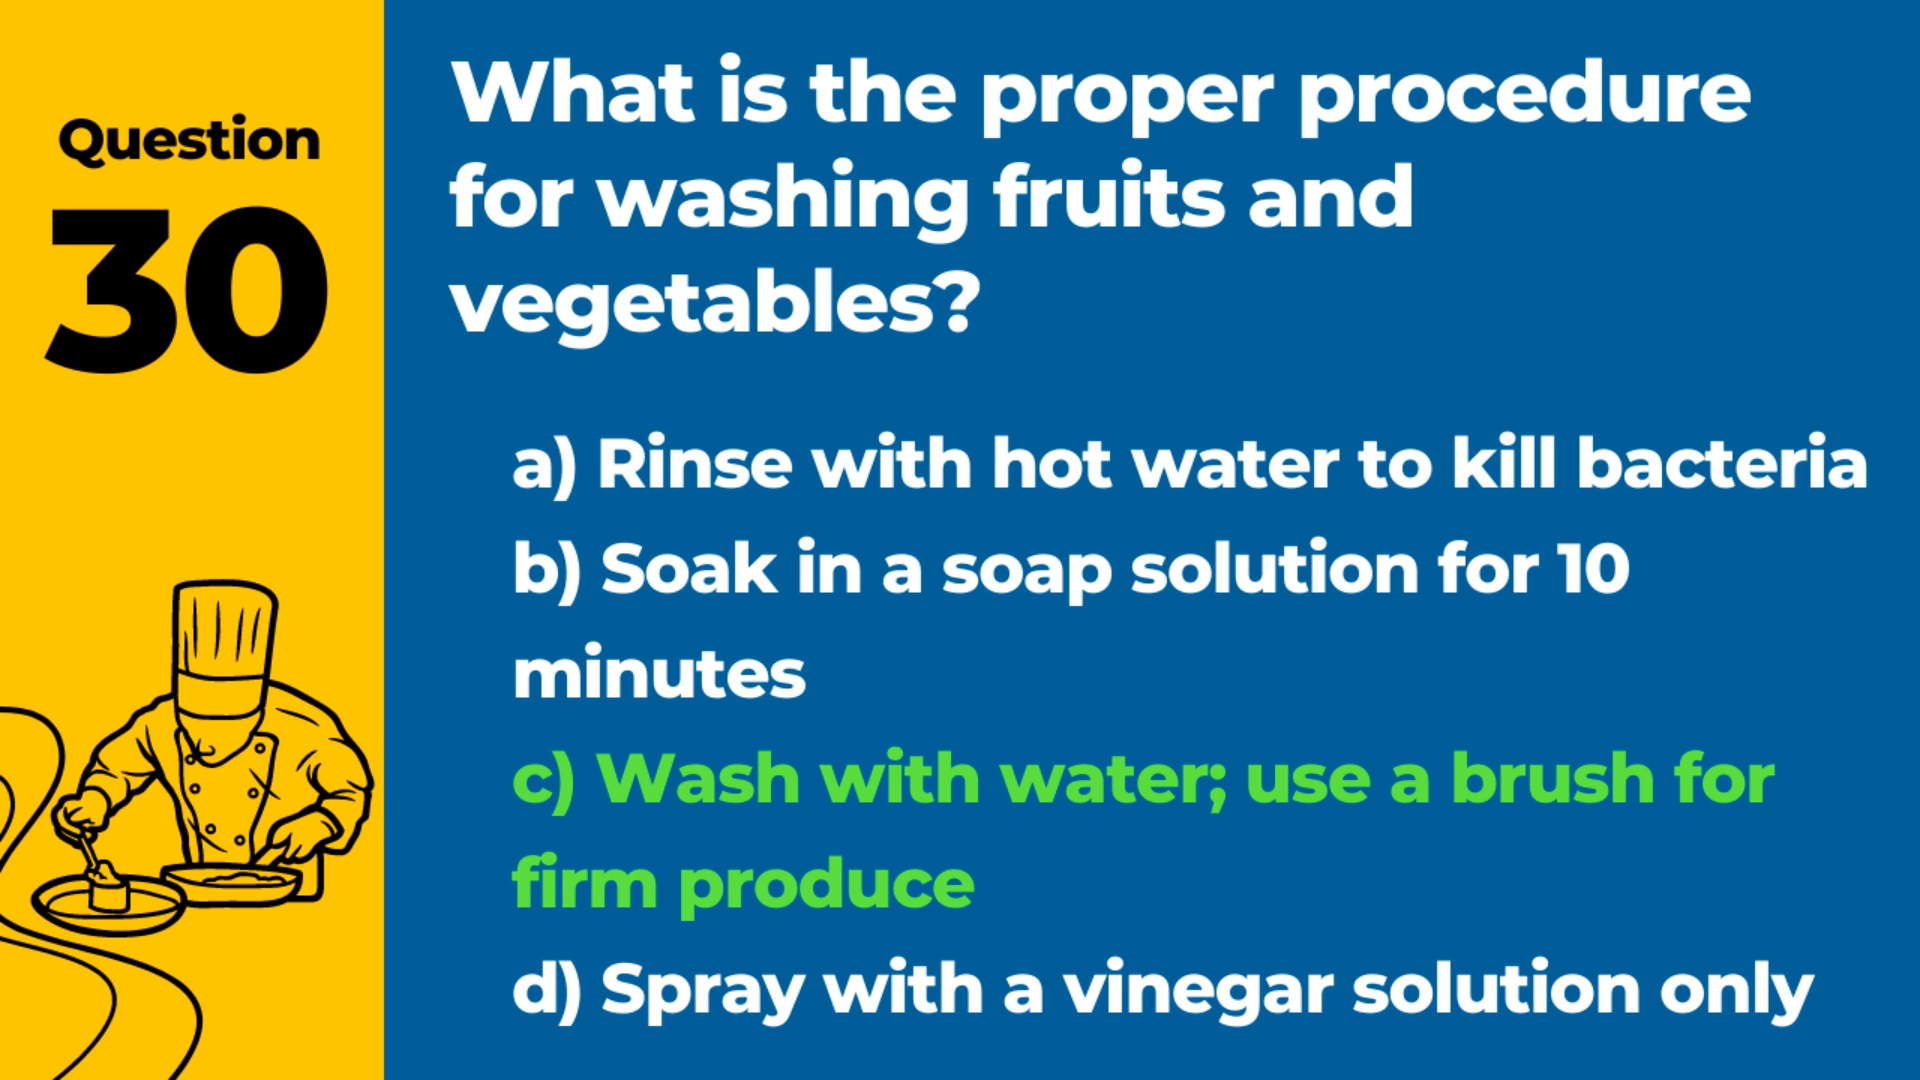 Question
30
What is the proper procedure
for washing fruits and
vegetables?
a) Rinse with hot water to kill bacteria
b) Soak in a soap solution for 10
minutes
c) Wash with water; use a brush for
firm produce
d) Spray with a vinegar solution only